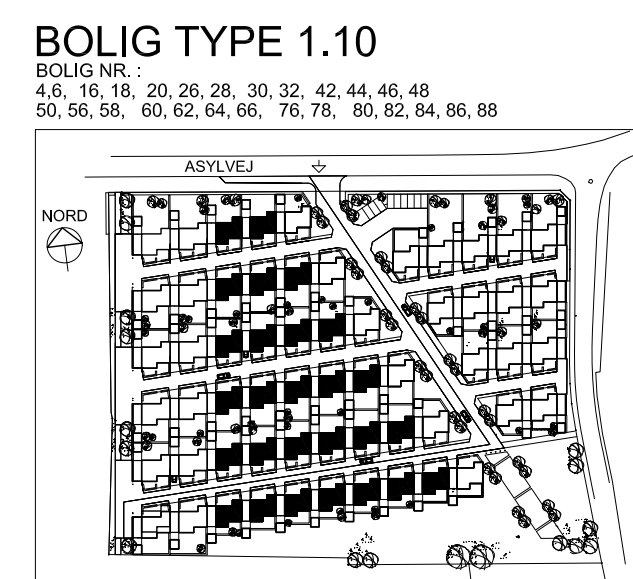 BOLIG TYPE 1.10
BOLIG NR. :
4,6, 16, 18, 20, 26, 28, 30, 32, 42, 44, 46, 48
50, 56, 58, 60, 62, 64, 66, 76, 78, 80, 82, 84, 86, 88
ASYLVEJ
NORD